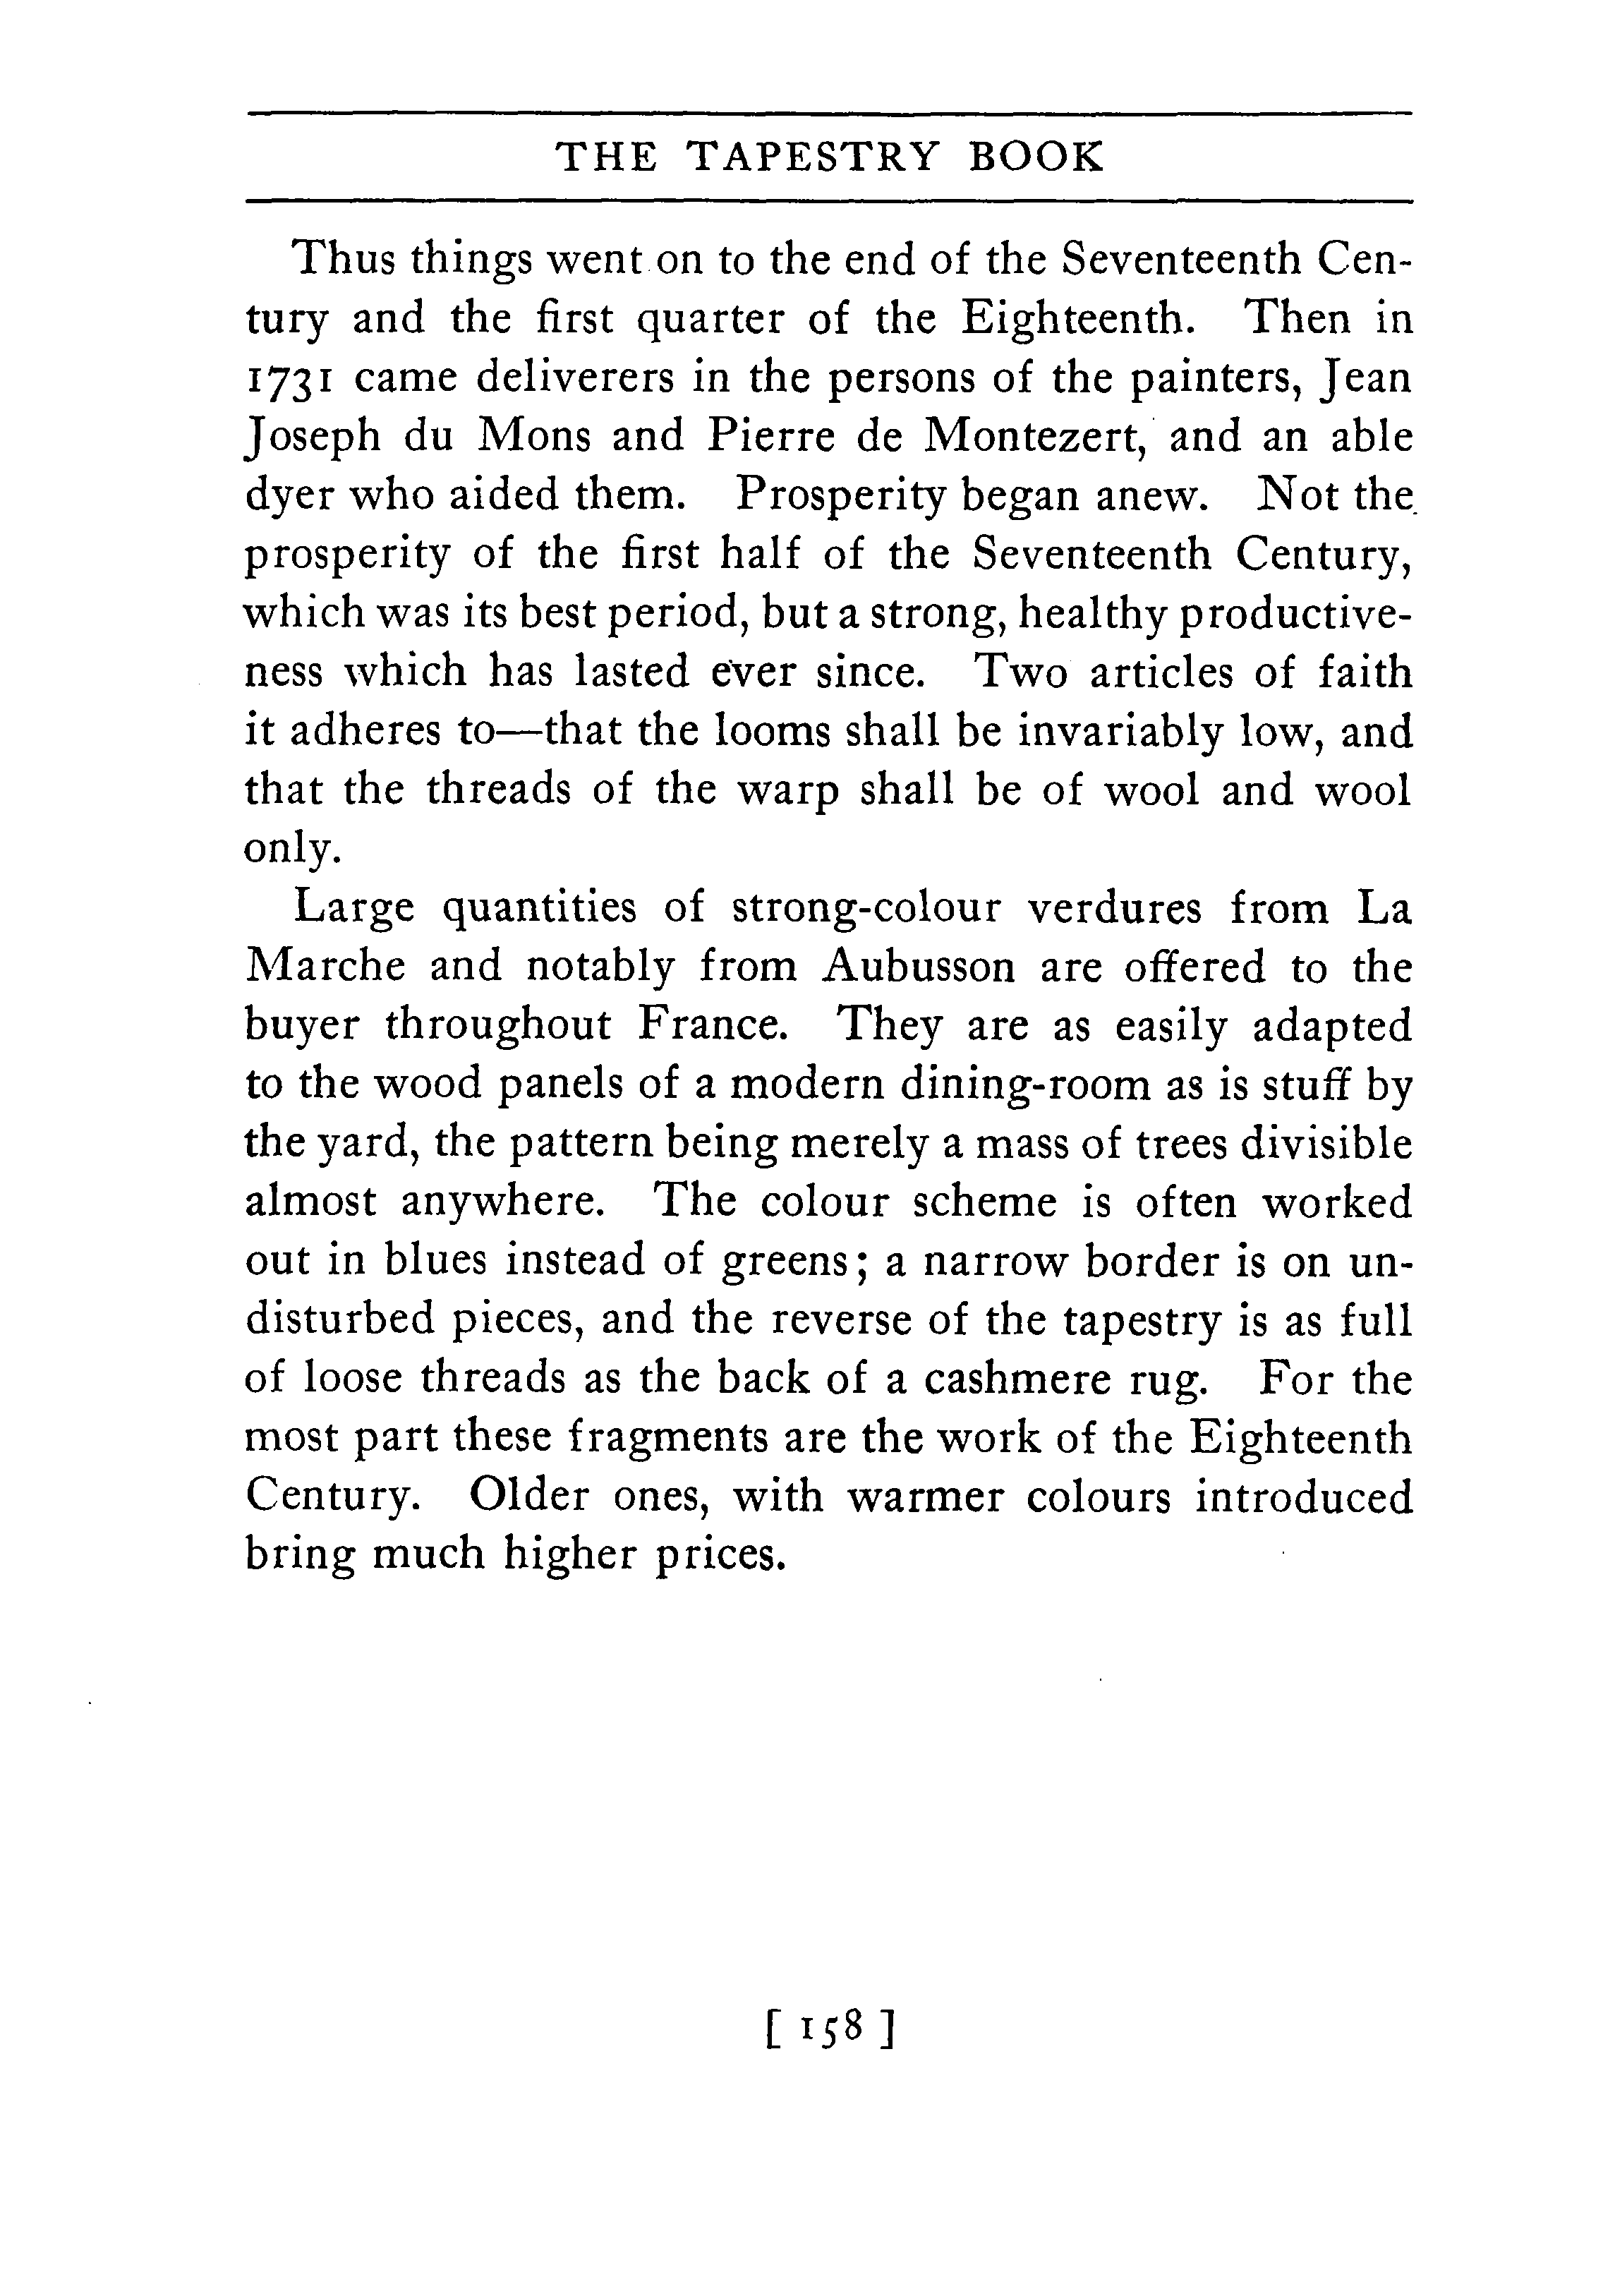 THE TAPESTRY BOOK
Thus things went on to the end of the Seventeenth Cen-
tury and the first quarter of the Eighteenth. Then in
1731 came deliverers in the persons of the painters, Jean
Joseph du Mons and Pierre de Montezert, and an able
dyer who aided them. Prosperity began anew. Not the
prosperity of the first half of the Seventeenth Century,
which was its best period, but a strong, healthy productive-
ness which has lasted ever since. Two articles of faith
it adheres to—that the looms shall be invariably low, and
that the threads of the warp shall be of wool and wool
only.
Large quantities of strong-colour verdures from La
Marche and notably from Aubusson are offered to the
buyer throughout France. They are as easily adapted
to the wood panels of a modern dining-room as is stuff by
the yard, the pattern being merely a mass of trees divisible
almost anywhere. The colour scheme is often worked
out in blues instead of greens; a narrow border is on un-
disturbed pieces, and the reverse of the tapestry is as full
of loose threads as the back of a cashmere rug. For the
most part these fragments are the work of the Eighteenth
Century. Older ones, with warmer colours introduced
bring much higher prices.
[ 158 ]